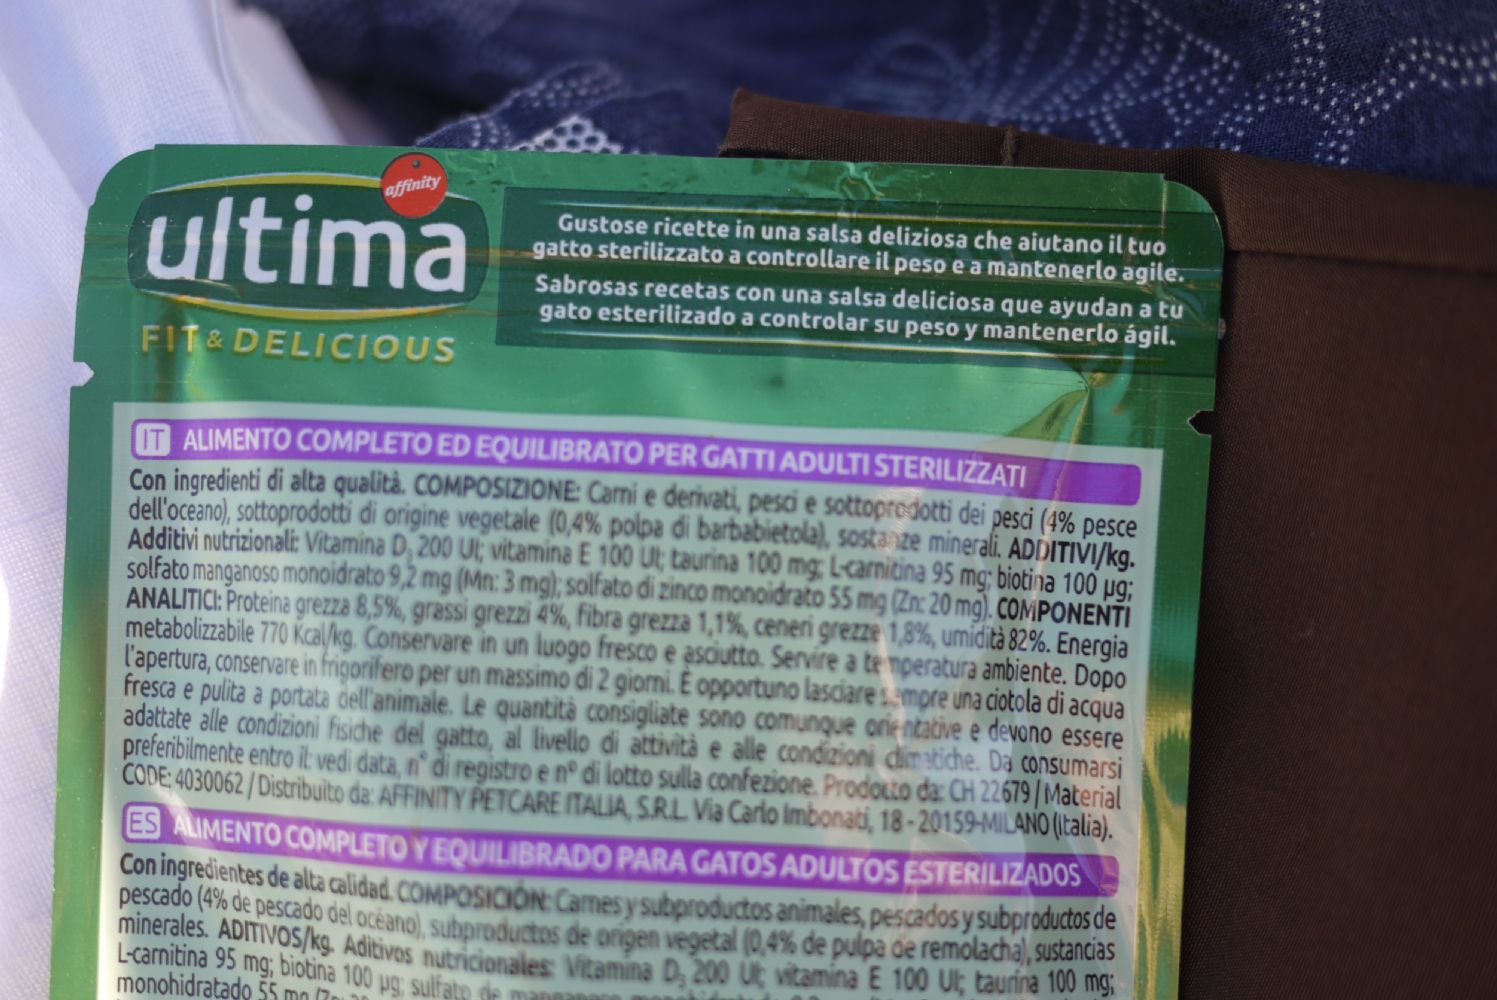 affinity
ultima
FIT & DELICIOUS
Gustose ricette in una salsa deliziosa che aiutano il tuo
gatto sterilizzato a controllare il peso e a mantenerlo agile.
Sabrosas recetas con una salsa deliciosa que ayudan a tu
gato esterilizado a controlar su peso y mantenerlo ágil.
IT ALIMENTO COMPLETO ED EQUILIBRATO PER GATTI ADULTI STERILIZZATI
Con ingredienti di alta qualità. COMPOSIZIONE: Carni e derivati, pesci e sottoprodotti dei pesci (4% pesce
dell'oceano), sottoprodotti di origine vegetale (0,4% polpa di barbabietola), sostanze minerali. ADDITIVI/kg.
Additivi nutrizionali: Vitamina D₃ 200 UI; vitamina E 100 UI; taurina 100 mg; L-carnitina 95 mg; biotina 100 µg;
solfato manganoso monoidrato 9,2 mg (Mn: 3 mg); solfato di zinco monoidrato 55 mg (Zn: 20 mg). COMPONENTI
ANALITICI: Proteina grezza 8,5%, grassi grezzi 4%, fibra grezza 1,1%, ceneri grezze 1,8%, umidità 82%. Energia
metabolizzabile 770 Kcal/kg. Conservare in un luogo fresco e asciutto. Servire a temperatura ambiente. Dopo
l'apertura, conservare in frigorifero per un massimo di 2 giorni. È opportuno lasciare sempre una ciotola di acqua
fresca e pulita a portata dell'animale. Le quantità consigliate sono comunque orientative e devono essere
adattate alle condizioni fisiche del gatto, al livello di attività e alle condizioni climatiche. Da consumarsi
preferibilmente entro il: vedi data, n° di registro e n° di lotto sulla confezione. Prodotto da: CH 22679 / Material
CODE: 4030062 / Distribuito da: AFFINITY PETCARE ITALIA, S.R.L. Via Carlo Imbonati, 18 - 20159-MILANO (Italia).
ES ALIMENTO COMPLETO Y EQUILIBRADO PARA GATOS ADULTOS ESTERILIZADOS
Con ingredientes de alta calidad. COMPOSICIÓN: Carnes y subproductos animales, pescados y subproductos de
pescado (4% de pescado del océano), subproductos de origen vegetal (0,4% de pulpa de remolacha), sustancias
minerales. ADITIVOS/kg. Aditivos nutricionales: Vitamina D₃ 200 UI; vitamina E 100 UI; taurina 100 mg;
L-carnitina 95 mg; biotina 100 µg; sulfato de manganeso
monohidratado 55 mg